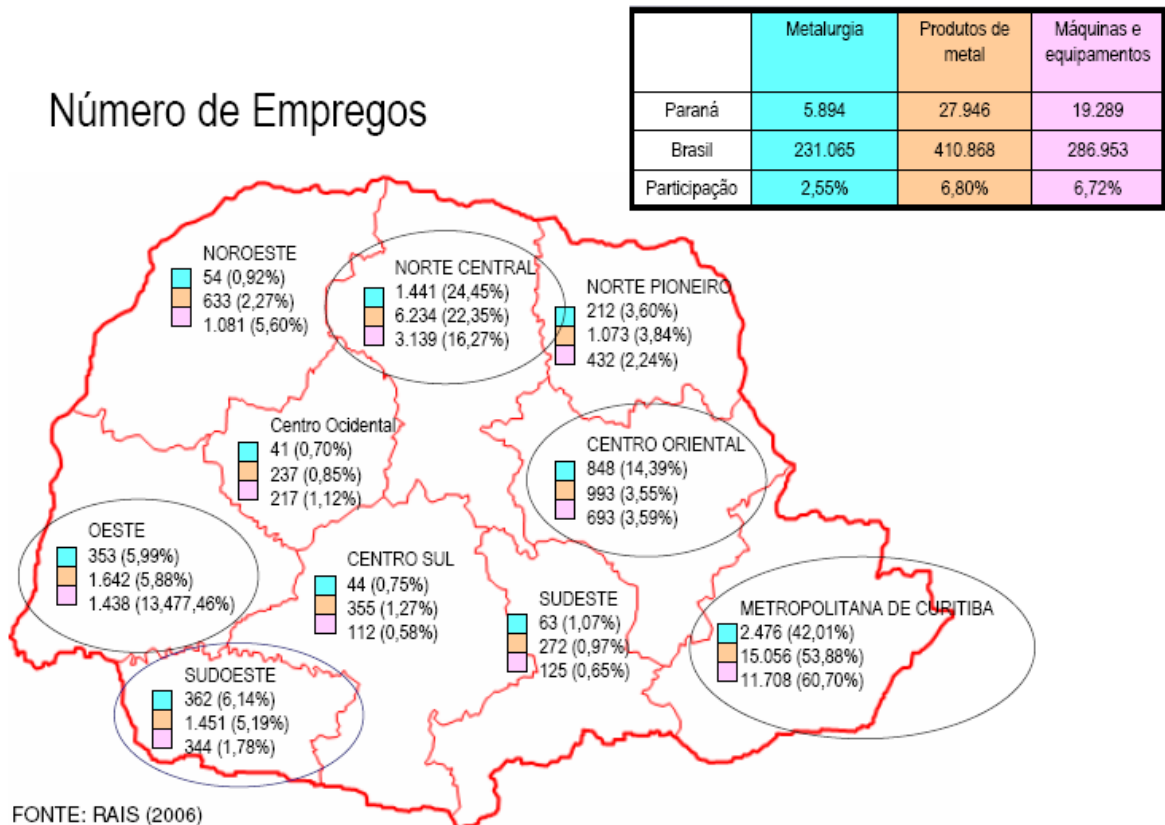 Número de Empregos
Metalurgia
Produtos de
metal
Máquinas e
equipamentos
Paraná 5.894 27.946 19.289
Brasil 231.065 410.868 286.953
Participação 2,55% 6,80% 6,72%
NOROESTE
54 (0,92%)
633 (2,27%)
1.081 (5,60%)
NORTE CENTRAL
1.441 (24,45%)
6.234 (22,35%)
3.139 (16,27%)
NORTE PIONEIRO
212 (3,60%)
1.073 (3,84%)
432 (2,24%)
Centro Ocidental
41 (0,70%)
237 (0,85%)
217 (1,12%)
CENTRO ORIENTAL
848 (14,39%)
993 (3,55%)
693 (3,59%)
OESTE
353 (5,99%)
1.642 (5,88%)
1.438 (13,477,46%)
CENTRO SUL
44 (0,75%)
355 (1,27%)
112 (0,58%)
SUDESTE
63 (1,07%)
272 (0,97%)
125 (0,65%)
METROPOLITANA DE CURITIBA
2.476 (42,01%)
15.056 (53,88%)
11.708 (60,70%)
SUDOESTE
362 (6,14%)
1.451 (5,19%)
344 (1,78%)
FONTE: RAIS (2006)